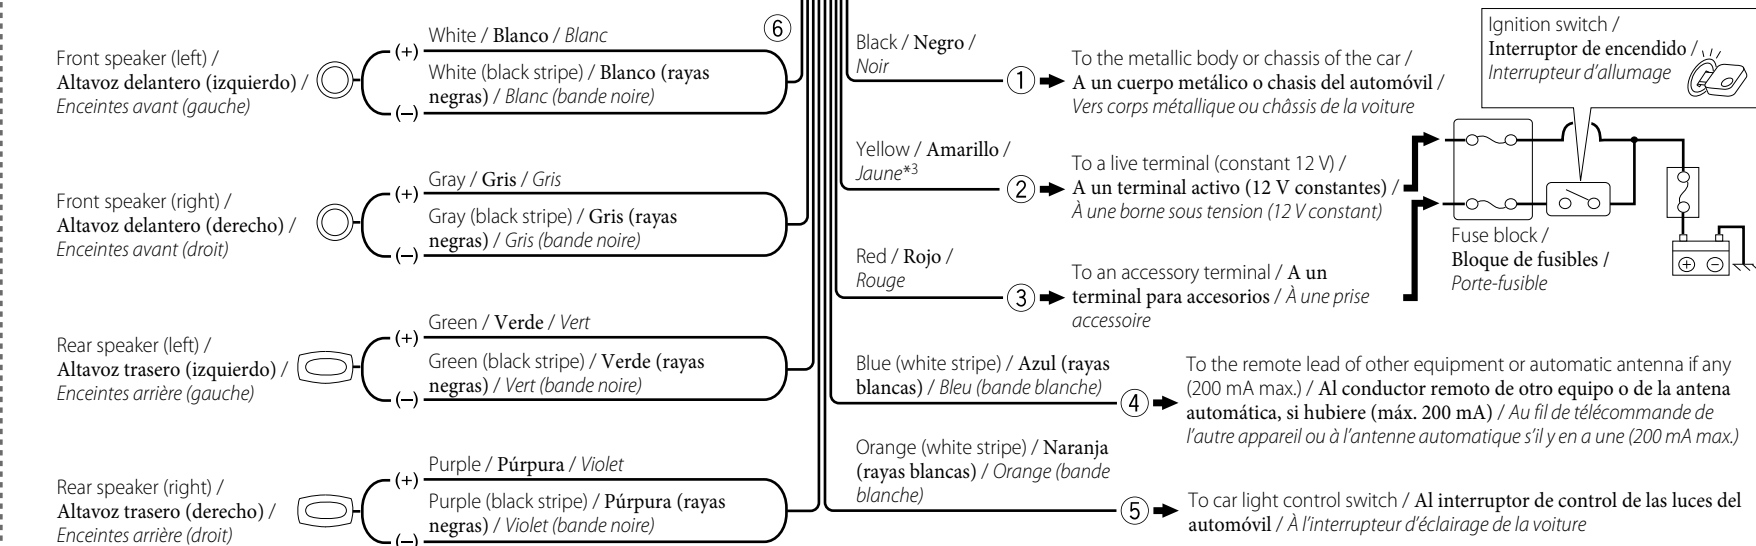 ⑥
Front speaker (left) /
Altavoz delantero (izquierdo) /
Enceintes avant (gauche)
(+)
White / Blanco / Blanc
White (black stripe) / Blanco (rayas
negras) / Blanc (bande noire)
(–)
Front speaker (right) /
Altavoz delantero (derecho) /
Enceintes avant (droit)
(+)
Gray / Gris / Gris
Gray (black stripe) / Gris (rayas
negras) / Gris (bande noire)
(–)
Rear speaker (left) /
Altavoz trasero (izquierdo) /
Enceintes arrière (gauche)
(+)
Green / Verde / Vert
Green (black stripe) / Verde (rayas
negras) / Vert (bande noire)
(–)
Rear speaker (right) /
Altavoz trasero (derecho) /
Enceintes arrière (droit)
(+)
Purple / Púrpura / Violet
Purple (black stripe) / Púrpura (rayas
negras) / Violet (bande noire)
(–)
Black / Negro /
Noir
①
To the metallic body or chassis of the car /
A un cuerpo metálico o chasis del automóvil /
Vers corps métallique ou châssis de la voiture
Yellow / Amarillo /
Jaune*3
②
To a live terminal (constant 12 V) /
A un terminal activo (12 V constantes) /
À une borne sous tension (12 V constant)
Red / Rojo /
Rouge
③
To an accessory terminal / A un
terminal para accesorios / À une prise
accessoire
Ignition switch /
Interruptor de encendido /
Interrupteur d'allumage
Fuse block /
Bloque de fusibles /
Porte-fusible
⊕ ⊖
Blue (white stripe) / Azul (rayas
blancas) / Bleu (bande blanche)
④
To the remote lead of other equipment or automatic antenna if any
(200 mA max.) / Al conductor remoto de otro equipo o de la antena
automática, si hubiere (máx. 200 mA) / Au fil de télécommande de
l'autre appareil ou à l'antenne automatique s'il y en a une (200 mA max.)
Orange (white stripe) / Naranja
(rayas blancas) / Orange (bande
blanche)
⑤
To car light control switch / Al interruptor de control de las luces del
automóvil / À l'interrupteur d'éclairage de la voiture